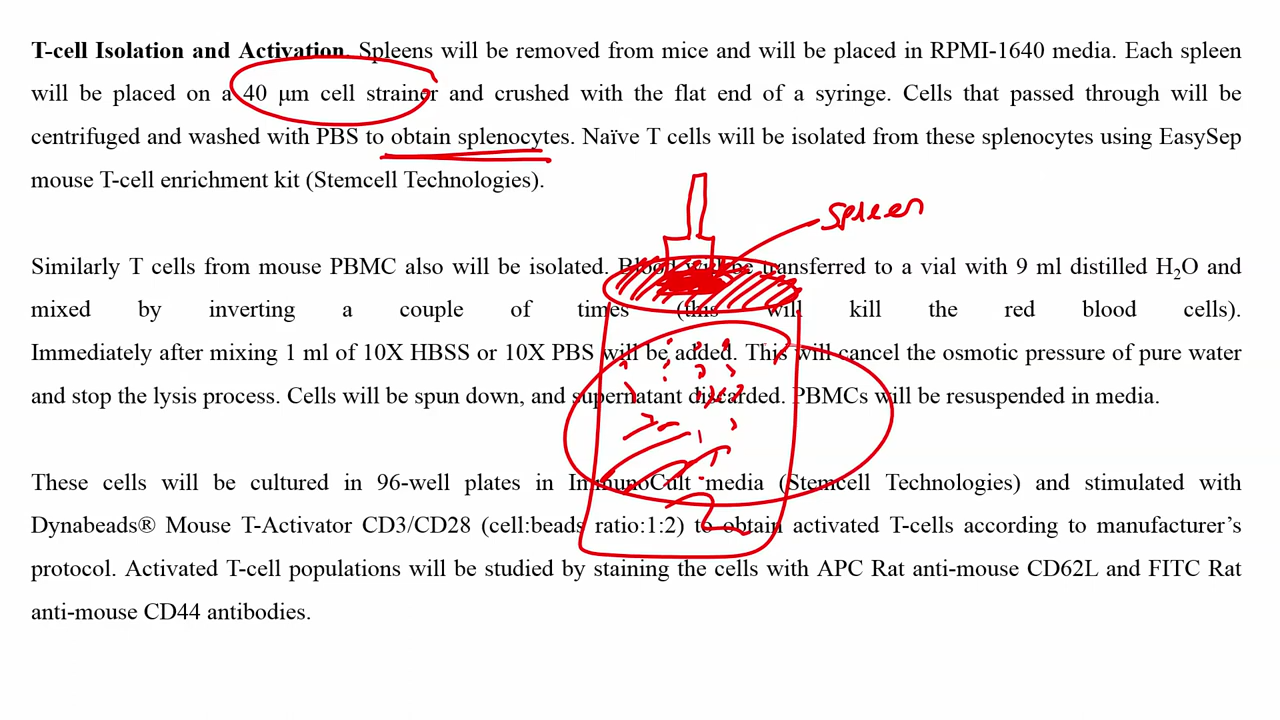 T-cell Isolation and Activation. Spleens will be removed from mice and will be placed in RPMI-1640 media. Each spleen
will be placed on a 40 μm cell strainer and crushed with the flat end of a syringe. Cells that passed through will be
centrifuged and washed with PBS to obtain splenocytes. Naïve T cells will be isolated from these splenocytes using EasySep
mouse T-cell enrichment kit (Stemcell Technologies).
spleen
Similarly T cells from mouse PBMC also will be isolated. Blood will be transferred to a vial with 9 ml distilled H₂O and
mixed by inverting a couple of times (this will kill the red blood cells).
Immediately after mixing 1 ml of 10X HBSS or 10X PBS will be added. This will cancel the osmotic pressure of pure water
and stop the lysis process. Cells will be spun down, and supernatant discarded. PBMCs will be resuspended in media.
These cells will be cultured in 96-well plates in ImmunoCult media (Stemcell Technologies) and stimulated with
Dynabeads® Mouse T-Activator CD3/CD28 (cell:beads ratio:1:2) to obtain activated T-cells according to manufacturer’s
protocol. Activated T-cell populations will be studied by staining the cells with APC Rat anti-mouse CD62L and FITC Rat
anti-mouse CD44 antibodies.